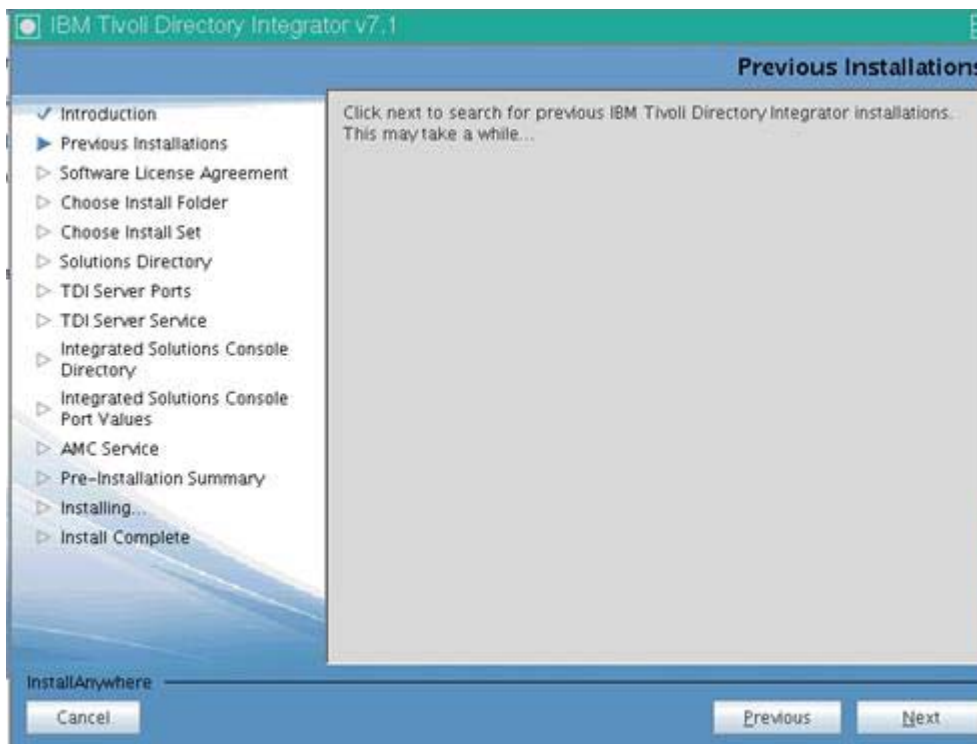 IBM Tivoli Directory Integrator v7.1
Previous Installations
Introduction
Previous Installations
Software License Agreement
Choose Install Folder
Choose Install Set
Solutions Directory
TDI Server Ports
TDI Server Service
Integrated Solutions Console
Directory
Integrated Solutions Console
Port Values
AMC Service
Pre-Installation Summary
Installing...
Install Complete
Click next to search for previous IBM Tivoli Directory Integrator installations.
This may take a while...
InstallAnywhere
Cancel
Previous
Next